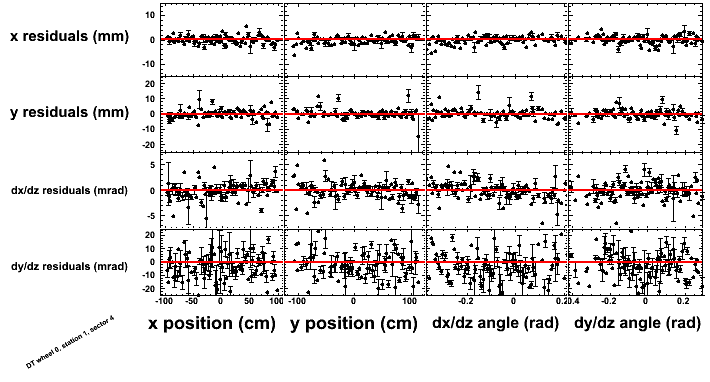 x residuals (mm)
10
0
-10
y residuals (mm)
20
10
0
-10
-20
dx/dz residuals (mrad)
5
0
-5
dy/dz residuals (mrad)
20
10
0
-10
-20
-100 -50 0 50 100 -100 0 100 -0.2 0 0.2 0.4 -0.2 0 0.2
x position (cm) y position (cm) dx/dz angle (rad) dy/dz angle (rad)
DT wheel 0, station 1, sector 4